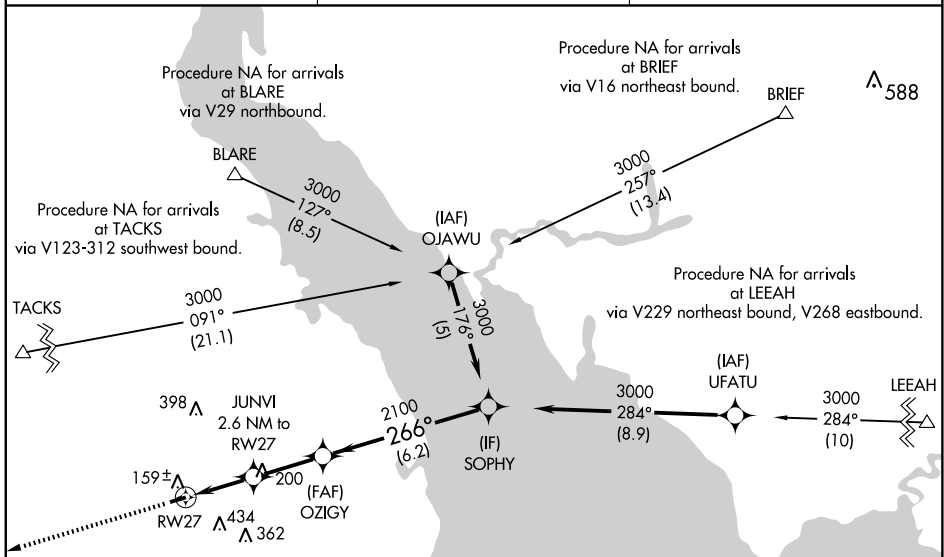 Procedure NA for arrivals
at BLARE
via V29 northbound.
Procedure NA for arrivals
at BRIEF
via V16 northeast bound.
588
BRIEF
BLARE
3000
127°
(8.5)
3000
257°
(13.4)
Procedure NA for arrivals
at TACKS
via V123-312 southwest bound.
(IAF)
OJAWU
Procedure NA for arrivals
at LEEAH
via V229 northeast bound, V268 eastbound.
TACKS
3000
091°
(21.1)
3000
176°
(5)
(IAF)
UFATU
LEEAH
3000
284°
(8.9)
3000
284°
(10)
398
JUNVI
2.6 NM to
RW27
2100
266°
(6.2)
(IF)
SOPHY
159±
200
(FAF)
OZIGY
RW27
434
362